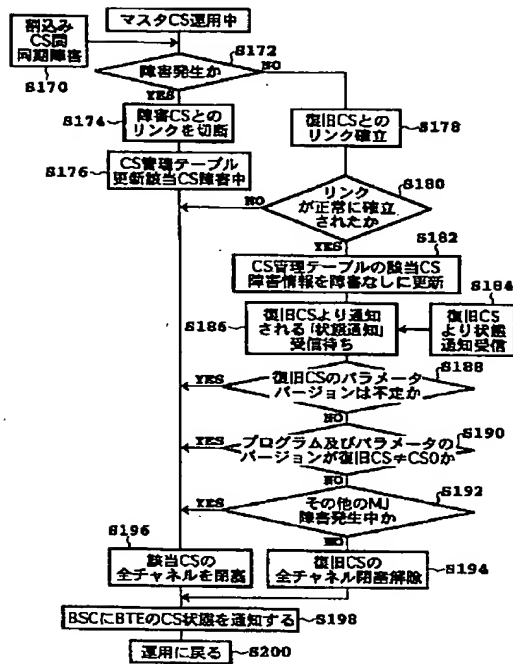 マスタCS運用中
割込み
CS間
同期障害
S170
S172
障害発生か
NO
YES
S174
障害CSとの
リンクを切断
復旧CSとの
リンク確立
S178
S176
CS管理テーブル
更新該当CS障害中
S180
リンク
が正常に確立
されたか
NO
YES
S182
CS管理テーブルの該当CS
障害情報を障害なしに更新
S184
S186
復旧CSより通知
される「状態通知」
受信待ち
復旧CS
より状態
通知受信
S188
復旧CSのパラメータ
バージョンは不定か
YES
NO
S190
プログラム及びパラメータの
バージョンが復旧CS≠CS0か
YES
NO
S192
その他のMJ
障害発生中か
YES
NO
S196
該当CSの
全チャネルを閉塞
復旧CSの
全チャネル閉塞解除
S194
BSCにBTEのCS状態を通知する
S198
運用に戻る
S200